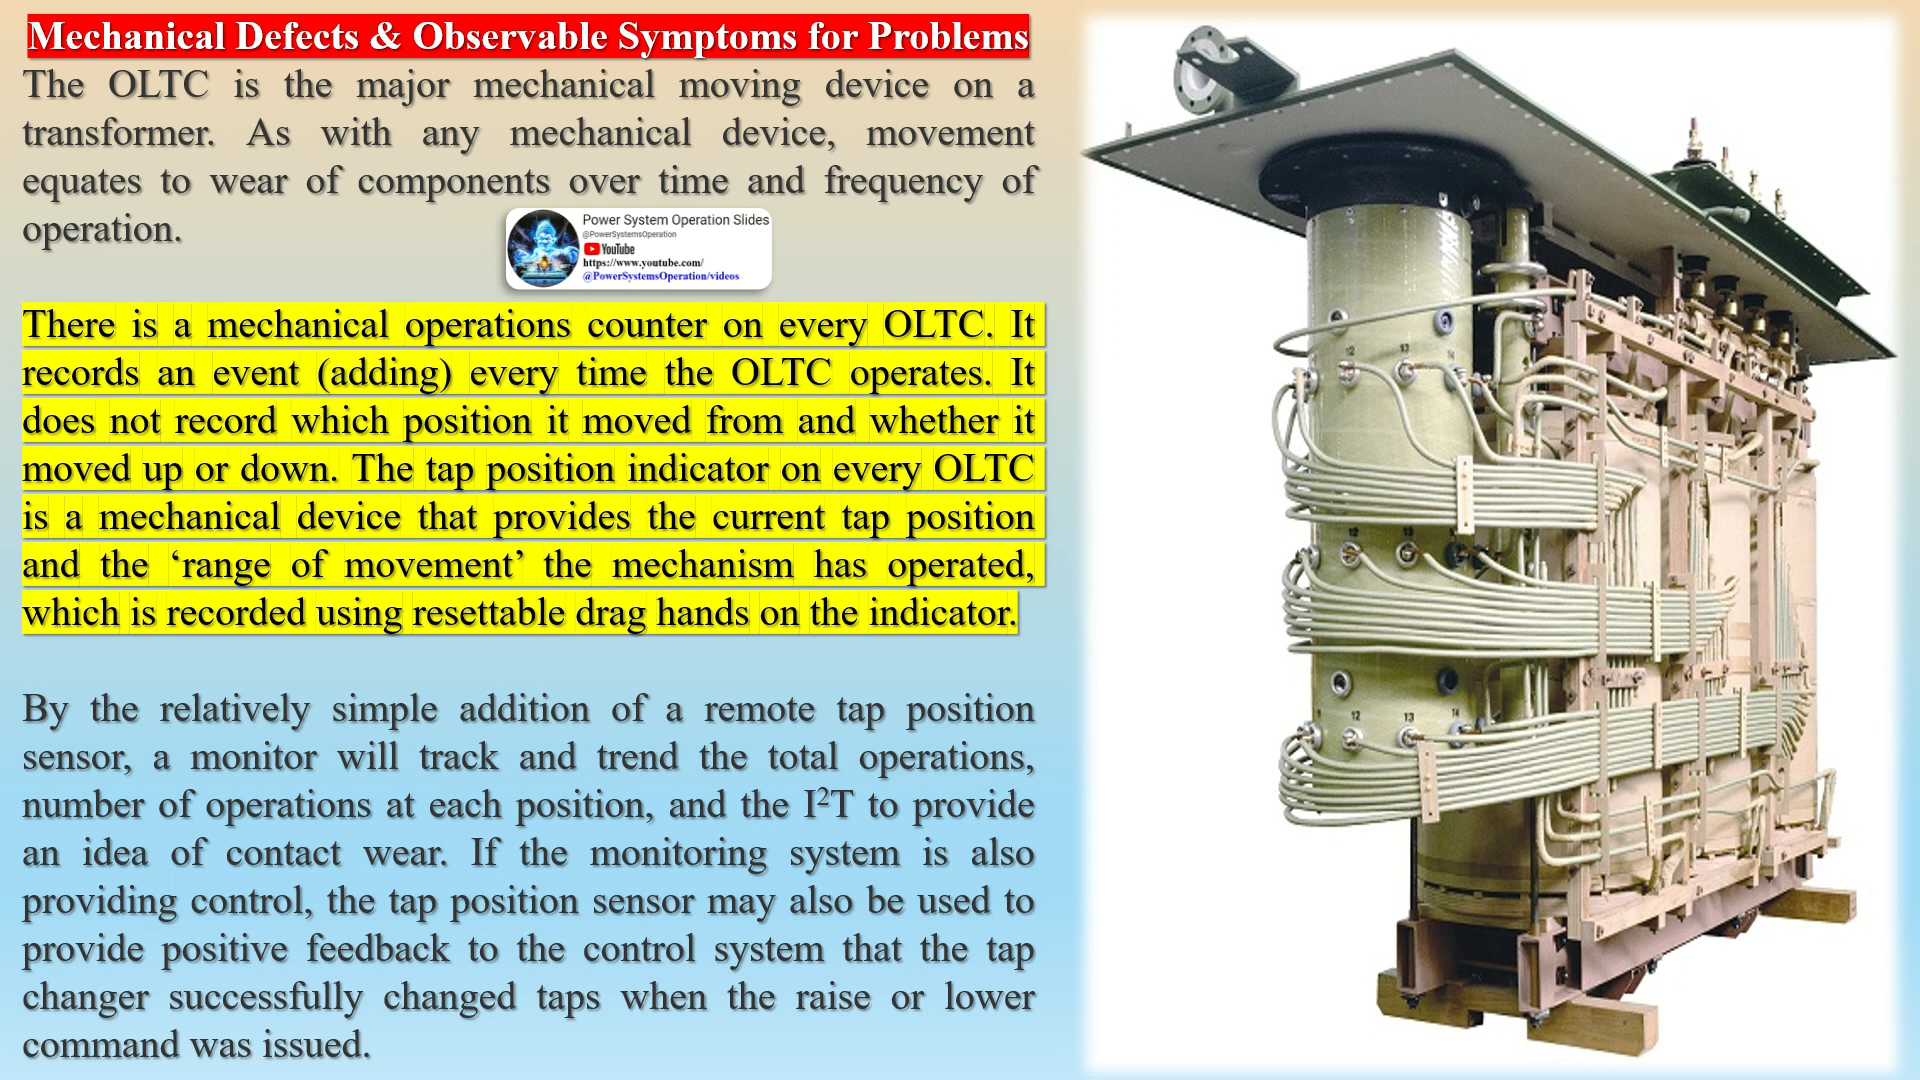 Mechanical Defects & Observable Symptoms for Problems
The OLTC is the major mechanical moving device on a
transformer. As with any mechanical device, movement
equates to wear of components over time and frequency of
operation.
Power System Operation Slides
@PowerSystemsOperation
YouTube
https://www.youtube.com/
@PowerSystemsOperation/videos
There is a mechanical operations counter on every OLTC. It
records an event (adding) every time the OLTC operates. It
does not record which position it moved from and whether it
moved up or down. The tap position indicator on every OLTC
is a mechanical device that provides the current tap position
and the ‘range of movement’ the mechanism has operated,
which is recorded using resettable drag hands on the indicator.
By the relatively simple addition of a remote tap position
sensor, a monitor will track and trend the total operations,
number of operations at each position, and the I²T to provide
an idea of contact wear. If the monitoring system is also
providing control, the tap position sensor may also be used to
provide positive feedback to the control system that the tap
changer successfully changed taps when the raise or lower
command was issued.
12 13 14
12 13 14
12 13 14